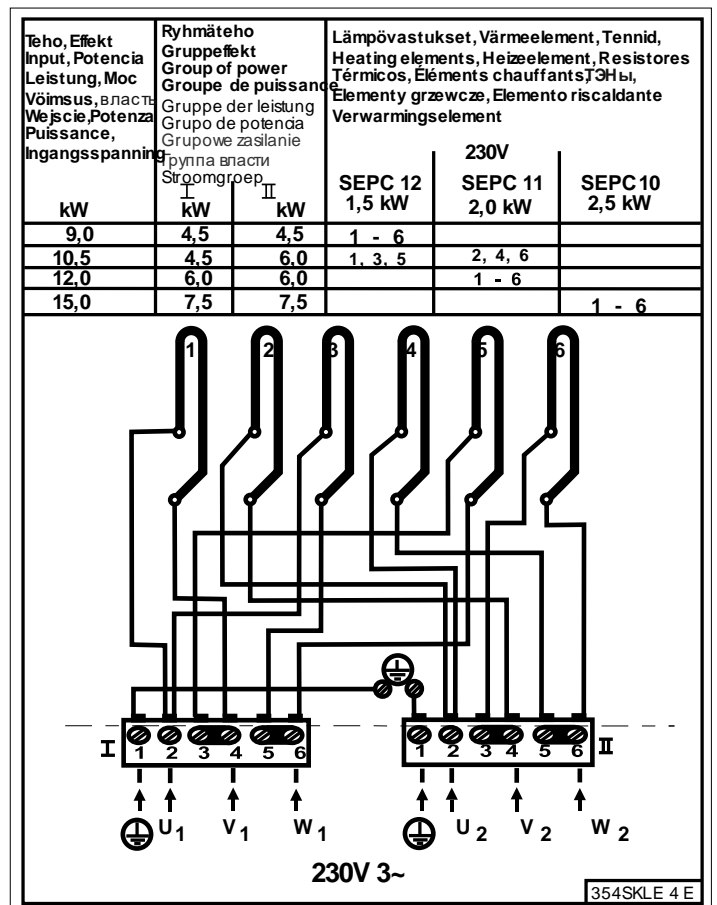 Teho, Effekt
Input, Potencia
Leistung, Moc
Vöimsus, власть
Wejscie,Potenza
Puissance,
Ingangsspanning
kW
Ryhmäteho
Gruppeffekt
Group of power
Groupe de puissance
Gruppe der leistung
Grupo de potencia
Grupowe zasilanie
Группа власти
Stroomgroep
I II
kW kW
Lämpövastukset, Värmeelement, Tennid,
Heating elements, Heizeelement, Resistores
Térmicos, Éléments chauffants,ТЭНы,
Elementy grzewcze, Elemento riscaldante
Verwarmingselement
230V
SEPC 12 SEPC 11 SEPC10
1,5 kW 2,0 kW 2,5 kW
9,0 4,5 4,5 1 - 6
10,5 4,5 6,0 1, 3, 5 2, 4, 6
12,0 6,0 6,0 1 - 6
15,0 7,5 7,5 1 - 6
1 2 3 4 5 6
I 1 2 3 4 5 6 1 2 3 4 5 6 II
U1 V1 W1 U2 V2 W2
230V 3~
354SKLE 4 E